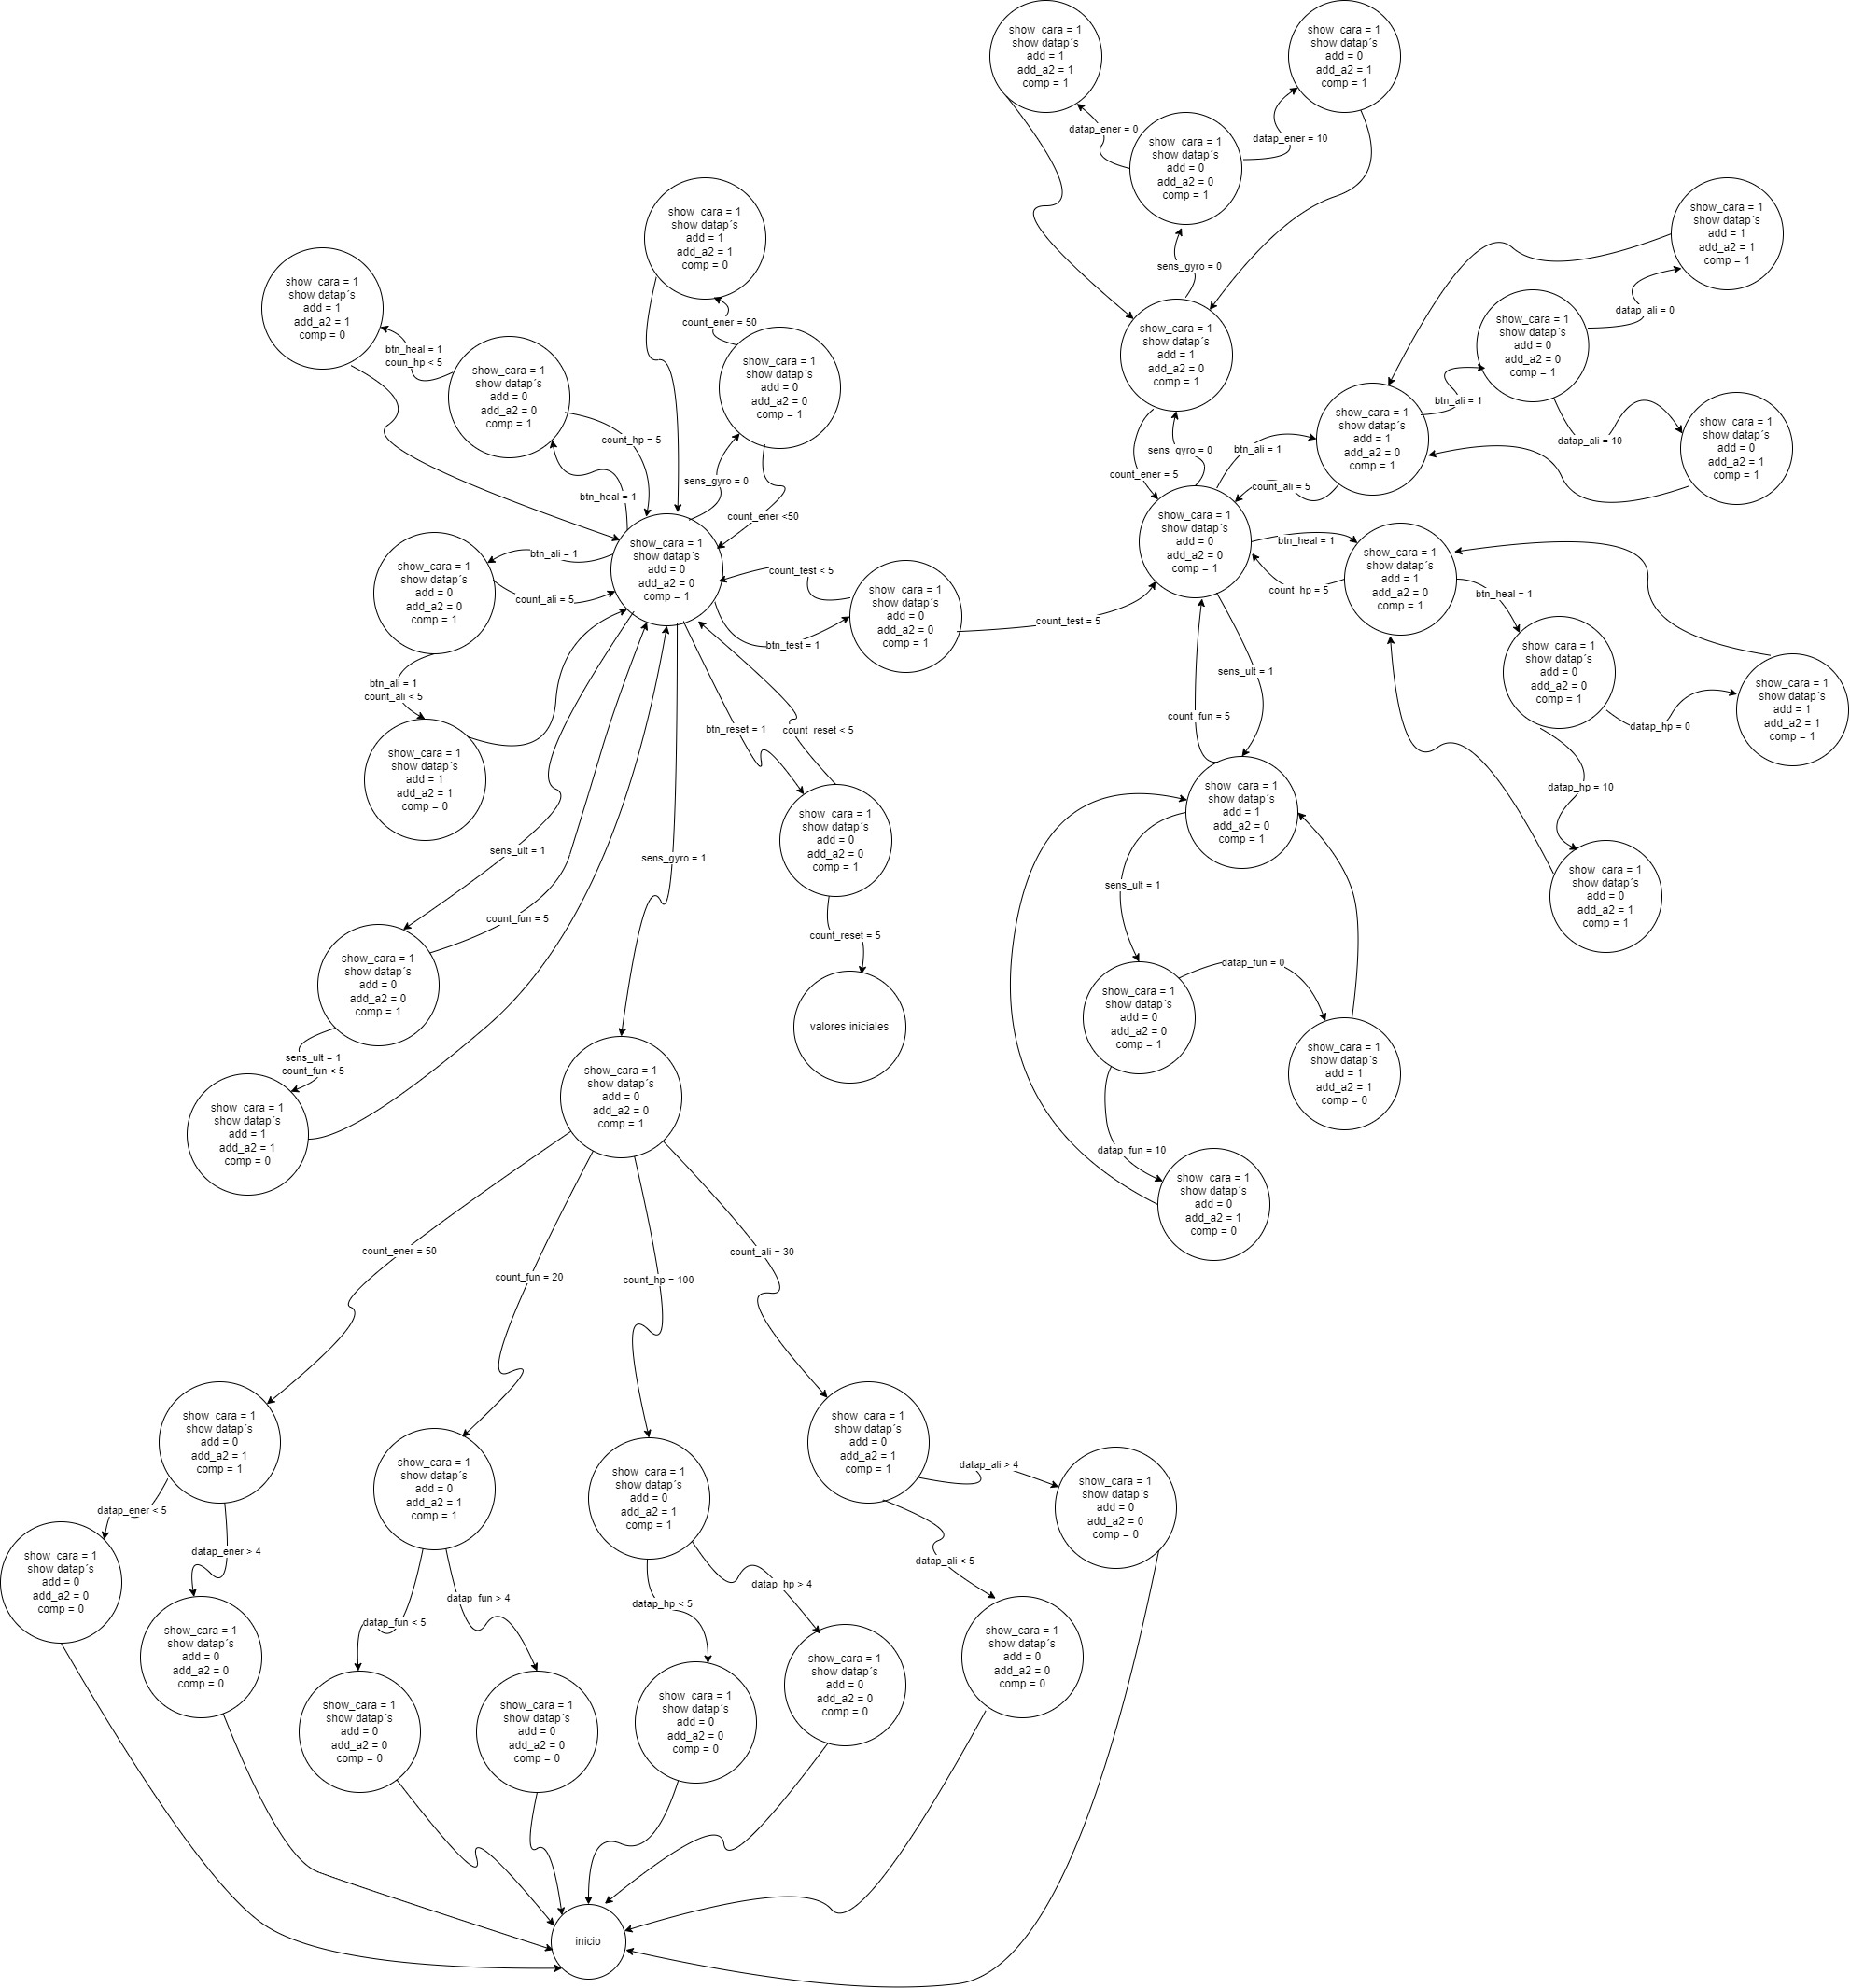 show_cara = 1
show datap´s
add = 1
add_a2 = 1
comp = 1
show_cara = 1
show datap´s
add = 0
add_a2 = 1
comp = 1
datap_ener = 0
datap_ener = 10
show_cara = 1
show datap´s
add = 0
add_a2 = 0
comp = 1
sens_gyro = 0
show_cara = 1
show datap´s
add = 1
add_a2 = 0
comp = 1
show_cara = 1
show datap´s
add = 1
add_a2 = 1
comp = 1
datap_ali = 0
show_cara = 1
show datap´s
add = 0
add_a2 = 0
comp = 1
btn_ali = 1
datap_ali = 10
show_cara = 1
show datap´s
add = 0
add_a2 = 1
comp = 1
show_cara = 1
show datap´s
add = 1
add_a2 = 0
comp = 1
sens_gyro = 0
count_ener = 5
btn_ali = 1
count_ali = 5
show_cara = 1
show datap´s
add = 1
add_a2 = 1
comp = 0
count_ener = 50
show_cara = 1
show datap´s
add = 0
add_a2 = 0
comp = 1
show_cara = 1
show datap´s
add = 1
add_a2 = 1
comp = 0
btn_heal = 1
coun_hp < 5
show_cara = 1
show datap´s
add = 0
add_a2 = 0
comp = 1
count_hp = 5
sens_gyro = 0
btn_heal = 1
count_ener <50
show_cara = 1
show datap´s
add = 0
add_a2 = 0
comp = 1
btn_ali = 1
show_cara = 1
show datap´s
add = 0
add_a2 = 0
comp = 1
count_ali = 5
count_test < 5
show_cara = 1
show datap´s
add = 0
add_a2 = 0
comp = 1
btn_test = 1
count_test = 5
show_cara = 1
show datap´s
add = 0
add_a2 = 0
comp = 1
btn_heal = 1
count_hp = 5
show_cara = 1
show datap´s
add = 1
add_a2 = 0
comp = 1
btn_heal = 1
show_cara = 1
show datap´s
add = 0
add_a2 = 0
comp = 1
datap_hp = 0
show_cara = 1
show datap´s
add = 1
add_a2 = 1
comp = 1
datap_hp = 10
show_cara = 1
show datap´s
add = 0
add_a2 = 1
comp = 1
sens_ult = 1
count_fun = 5
show_cara = 1
show datap´s
add = 1
add_a2 = 0
comp = 1
sens_ult = 1
show_cara = 1
show datap´s
add = 0
add_a2 = 0
comp = 1
datap_fun = 0
show_cara = 1
show datap´s
add = 1
add_a2 = 1
comp = 0
datap_fun = 10
show_cara = 1
show datap´s
add = 0
add_a2 = 1
comp = 0
btn_ali = 1
count_ali < 5
show_cara = 1
show datap´s
add = 1
add_a2 = 1
comp = 0
btn_reset = 1
count_reset < 5
show_cara = 1
show datap´s
add = 0
add_a2 = 0
comp = 1
count_reset = 5
valores iniciales
sens_ult = 1
sens_gyro = 1
count_fun = 5
show_cara = 1
show datap´s
add = 0
add_a2 = 0
comp = 1
sens_ult = 1
count_fun < 5
show_cara = 1
show datap´s
add = 1
add_a2 = 1
comp = 0
show_cara = 1
show datap´s
add = 0
add_a2 = 0
comp = 1
count_ener = 50
count_fun = 20
count_hp = 100
count_ali = 30
show_cara = 1
show datap´s
add = 0
add_a2 = 1
comp = 1
show_cara = 1
show datap´s
add = 0
add_a2 = 1
comp = 1
show_cara = 1
show datap´s
add = 0
add_a2 = 1
comp = 1
show_cara = 1
show datap´s
add = 0
add_a2 = 1
comp = 1
datap_ali > 4
show_cara = 1
show datap´s
add = 0
add_a2 = 0
comp = 0
datap_ener < 5
datap_ener > 4
datap_fun < 5
datap_fun > 4
datap_hp < 5
datap_hp > 4
datap_ali < 5
show_cara = 1
show datap´s
add = 0
add_a2 = 0
comp = 0
show_cara = 1
show datap´s
add = 0
add_a2 = 0
comp = 0
show_cara = 1
show datap´s
add = 0
add_a2 = 0
comp = 0
show_cara = 1
show datap´s
add = 0
add_a2 = 0
comp = 0
show_cara = 1
show datap´s
add = 0
add_a2 = 0
comp = 0
show_cara = 1
show datap´s
add = 0
add_a2 = 0
comp = 0
show_cara = 1
show datap´s
add = 0
add_a2 = 0
comp = 0
inicio